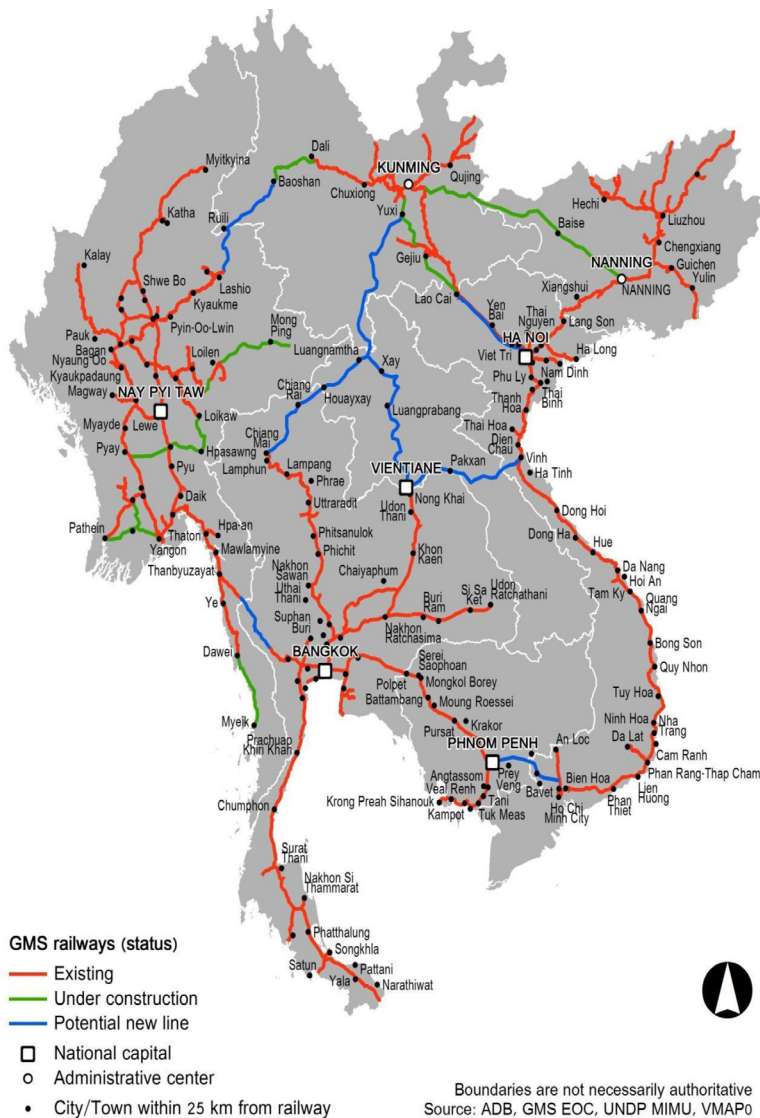 Dali
Myitkyina
KUNMING
Qujing
Baoshan
Chuxiong
Katha
Yuxi
Hechi
Ruili
Baise
Liuzhou
Kalay
Gejiu
Chengxiang
Shwe Bo
Lashio
NANNING
Guichen
Kyaukme
Lao Cai
Xiangshui
NANNING
Yulin
Pyin-Oo-Lwin
Yen
Bai
Thai
Nguyen
Lang Son
Mong
Ping
Pauk
HA NOI
Bagan
Loilen
Luangnamtha
Xay
Viet Tri
Ha Long
Nyaung Oo
Kyaukpadaung
Phu Ly
Nam Dinh
NAY PYI TAW
Chiang
Rai
Houayxay
Thai
Binh
Magway
Thanh
Hoa
Luangprabang
Myayde
Lewe
Loikaw
Thai Hoa
Chiang
Mai
Dien
Chau
Pyay
Hpasawng
Lamphun
Lampang
VIENTIANE
Pakxan
Vinh
Pyu
Phrae
Ha Tinh
Daik
Uttraradit
Udon
Thani
Nong Khai
Dong Hoi
Pathein
Thaton
Hpa-an
Phitsanulok
Dong Ha
Hue
Yangon
Mawlamyine
Phichit
Khon
Kaen
Thanbyuzayat
Nakhon
Sawan
Chaiyaphum
Da Nang
Hoi An
Uthai
Thani
Si Sa
Ket
Udon
Ratchathani
Tam Ky
Quang
Ngai
Ye
Suphan
Buri
Buri
Ram
Nakhon
Ratchasima
Bong Son
BANGKOK
Serei
Saophoan
Dawei
Quy Nhon
Polpet
Mongkol Borey
Battambang
Moung Roessei
Tuy Hoa
Myeik
Pursat
Krakor
Ninh Hoa
Nha
Trang
Prachuap
Khiri Khan
PHNOM PENH
An Loc
Da Lat
Cam Ranh
Angtassom
Prey
Veng
Bien Hoa
Phan Rang-Thap Cham
Veal Renh
Bavet
Lien
Huong
Krong Preah Sihanouk
Tani
Ho Chi
Minh City
Phan
Thiet
Chumphon
Kampot
Tuk Meas
Surat
Thani
Nakhon Si
Thammarat
Phatthalung
Songkhla
Satun
Pattani
Yala
Narathiwat
GMS railways (status)
Existing
Under construction
Potential new line
National capital
Administrative center
City/Town within 25 km from railway
Boundaries are not necessarily authoritative
Source: ADB, GMS EOC, UNDP MIMU, VMAP0